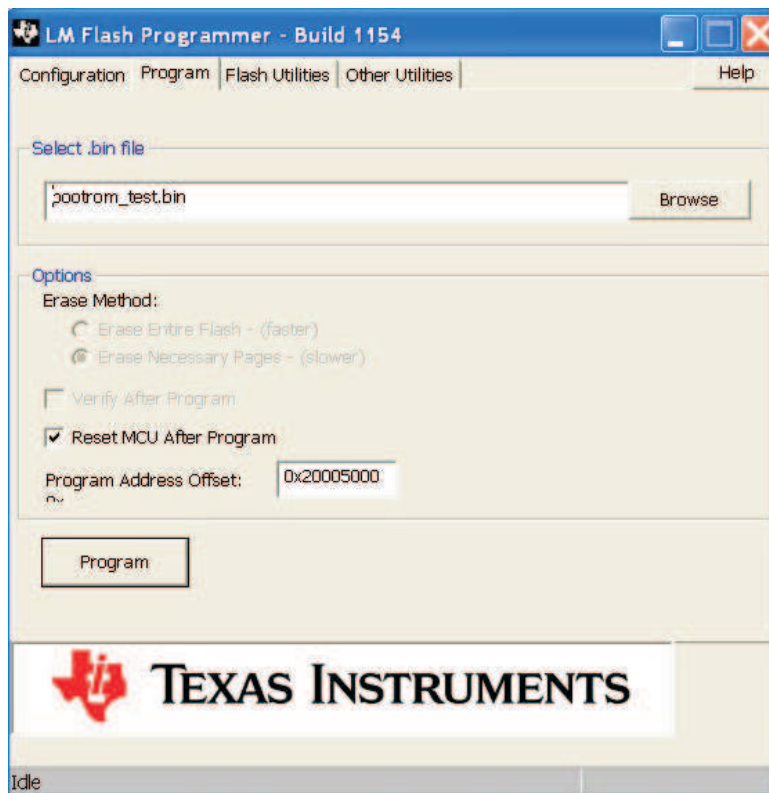 LM Flash Programmer - Build 1154
Configuration Program Flash Utilities Other Utilities Help
Select .bin file
bootrom_test.bin Browse
Options
Erase Method:
Erase Entire Flash - (faster)
Erase Necessary Pages - (slower)
Verify After Program
Reset MCU After Program
Program Address Offset: 0x20005000
0x
Program
TEXAS INSTRUMENTS
Idle